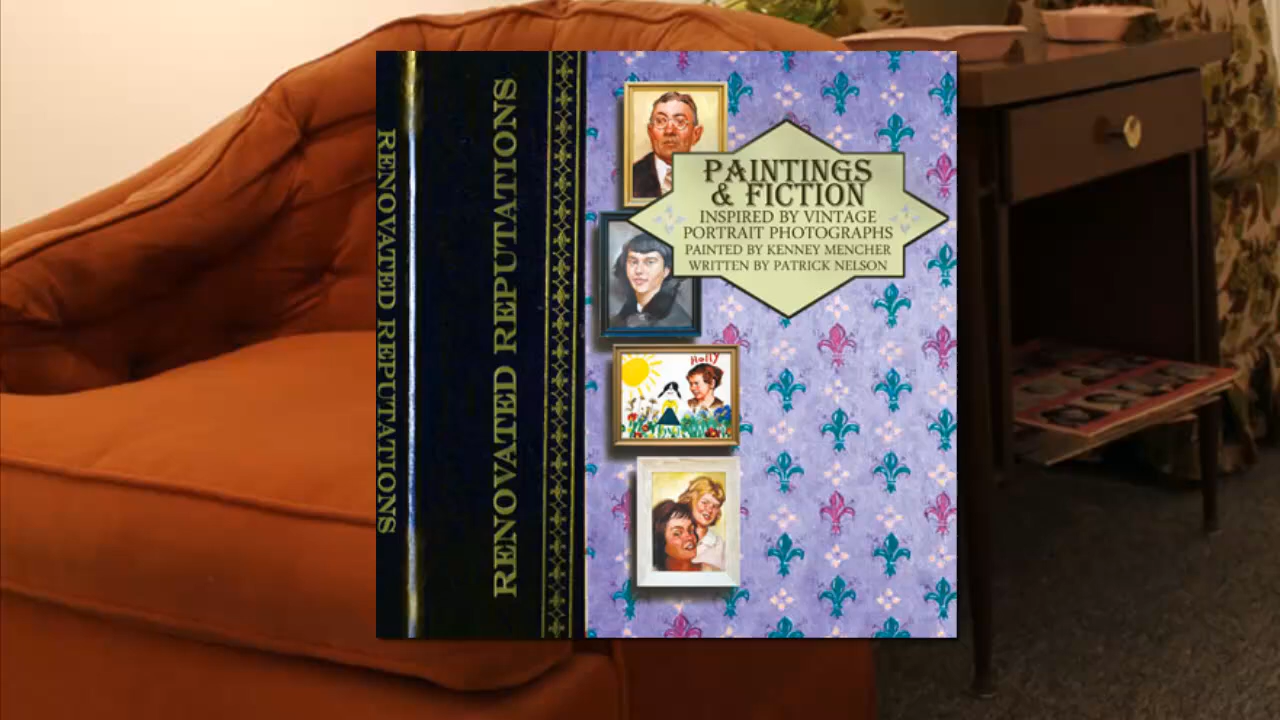 RENOVATED REPUTATIONS
RENOVATED REPUTATIONS
PAINTINGS
& FICTION
INSPIRED BY VINTAGE
PORTRAIT PHOTOGRAPHS
PAINTED BY KENNEY MENCHER
WRITTEN BY PATRICK NELSON
Holly